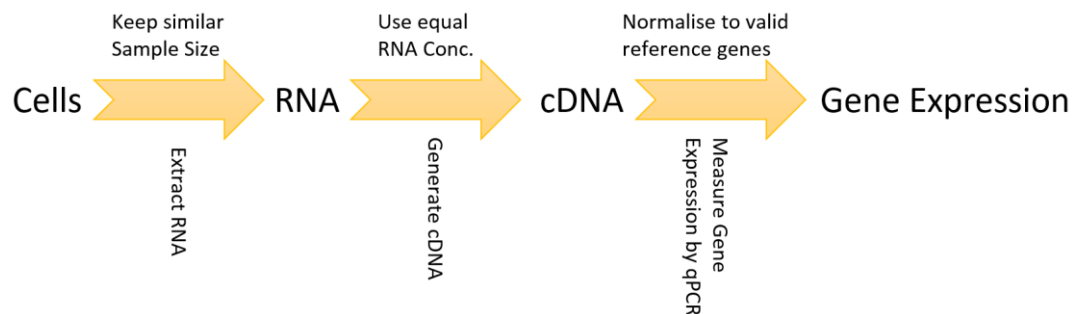 Keep similar
Sample Size
Use equal
RNA Conc.
Normalise to valid
reference genes
Cells
RNA
cDNA
Gene Expression
Extract RNA
Generate cDNA
Measure Gene
Expression by qPCR